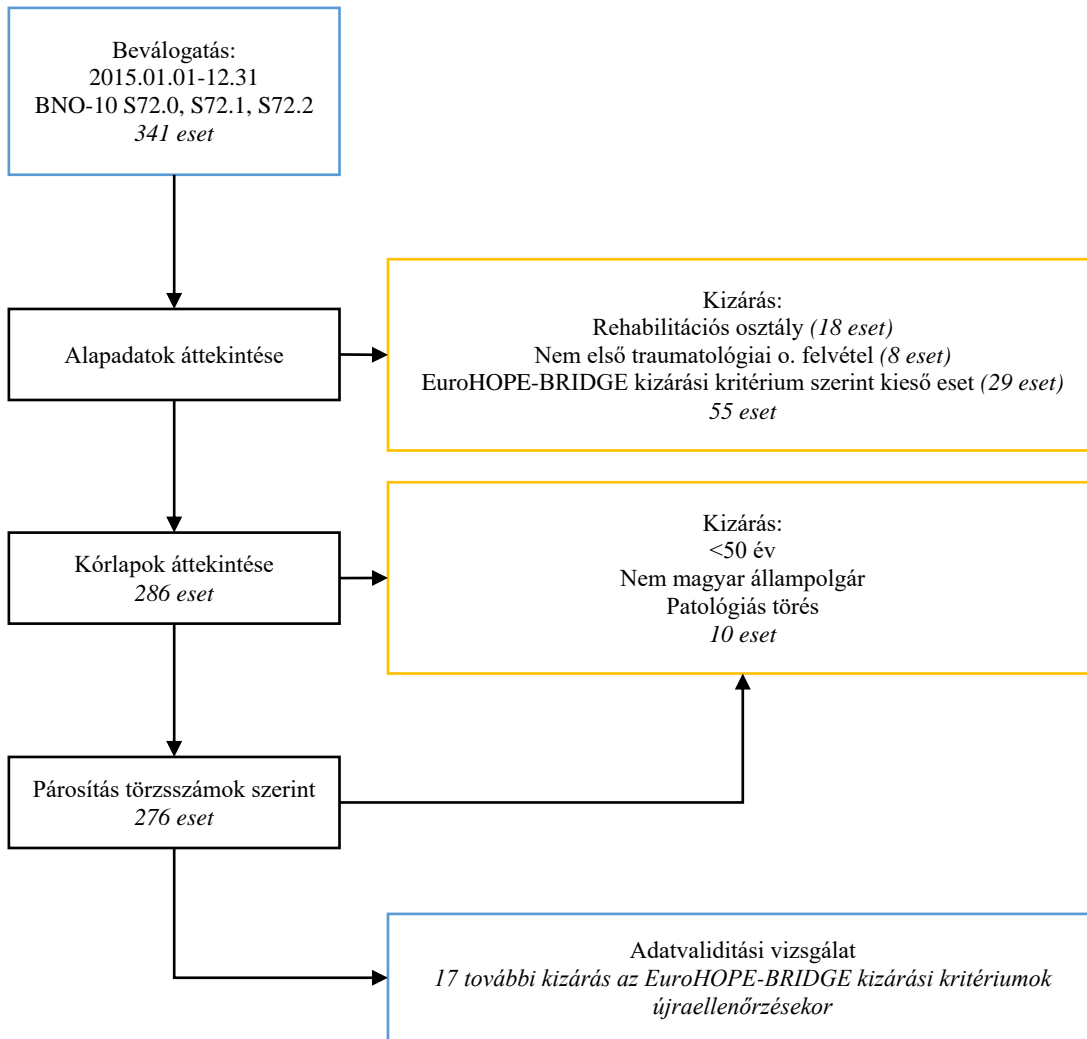 Beválogatás:
2015.01.01-12.31
BNO-10 S72.0, S72.1, S72.2
341 eset
Alapadatok áttekintése
Kizárás:
Rehabilitációs osztály (18 eset)
Nem első traumatológiai o. felvétel (8 eset)
EuroHOPE-BRIDGE kizárási kritérium szerint kieső eset (29 eset)
55 eset
Kórlapok áttekintése
286 eset
Kizárás:
<50 év
Nem magyar állampolgár
Patológiás törés
10 eset
Párosítás törzsszámok szerint
276 eset
Adatvaliditási vizsgálat
17 további kizárás az EuroHOPE-BRIDGE kizárási kritériumok
újraellenőrzésekor